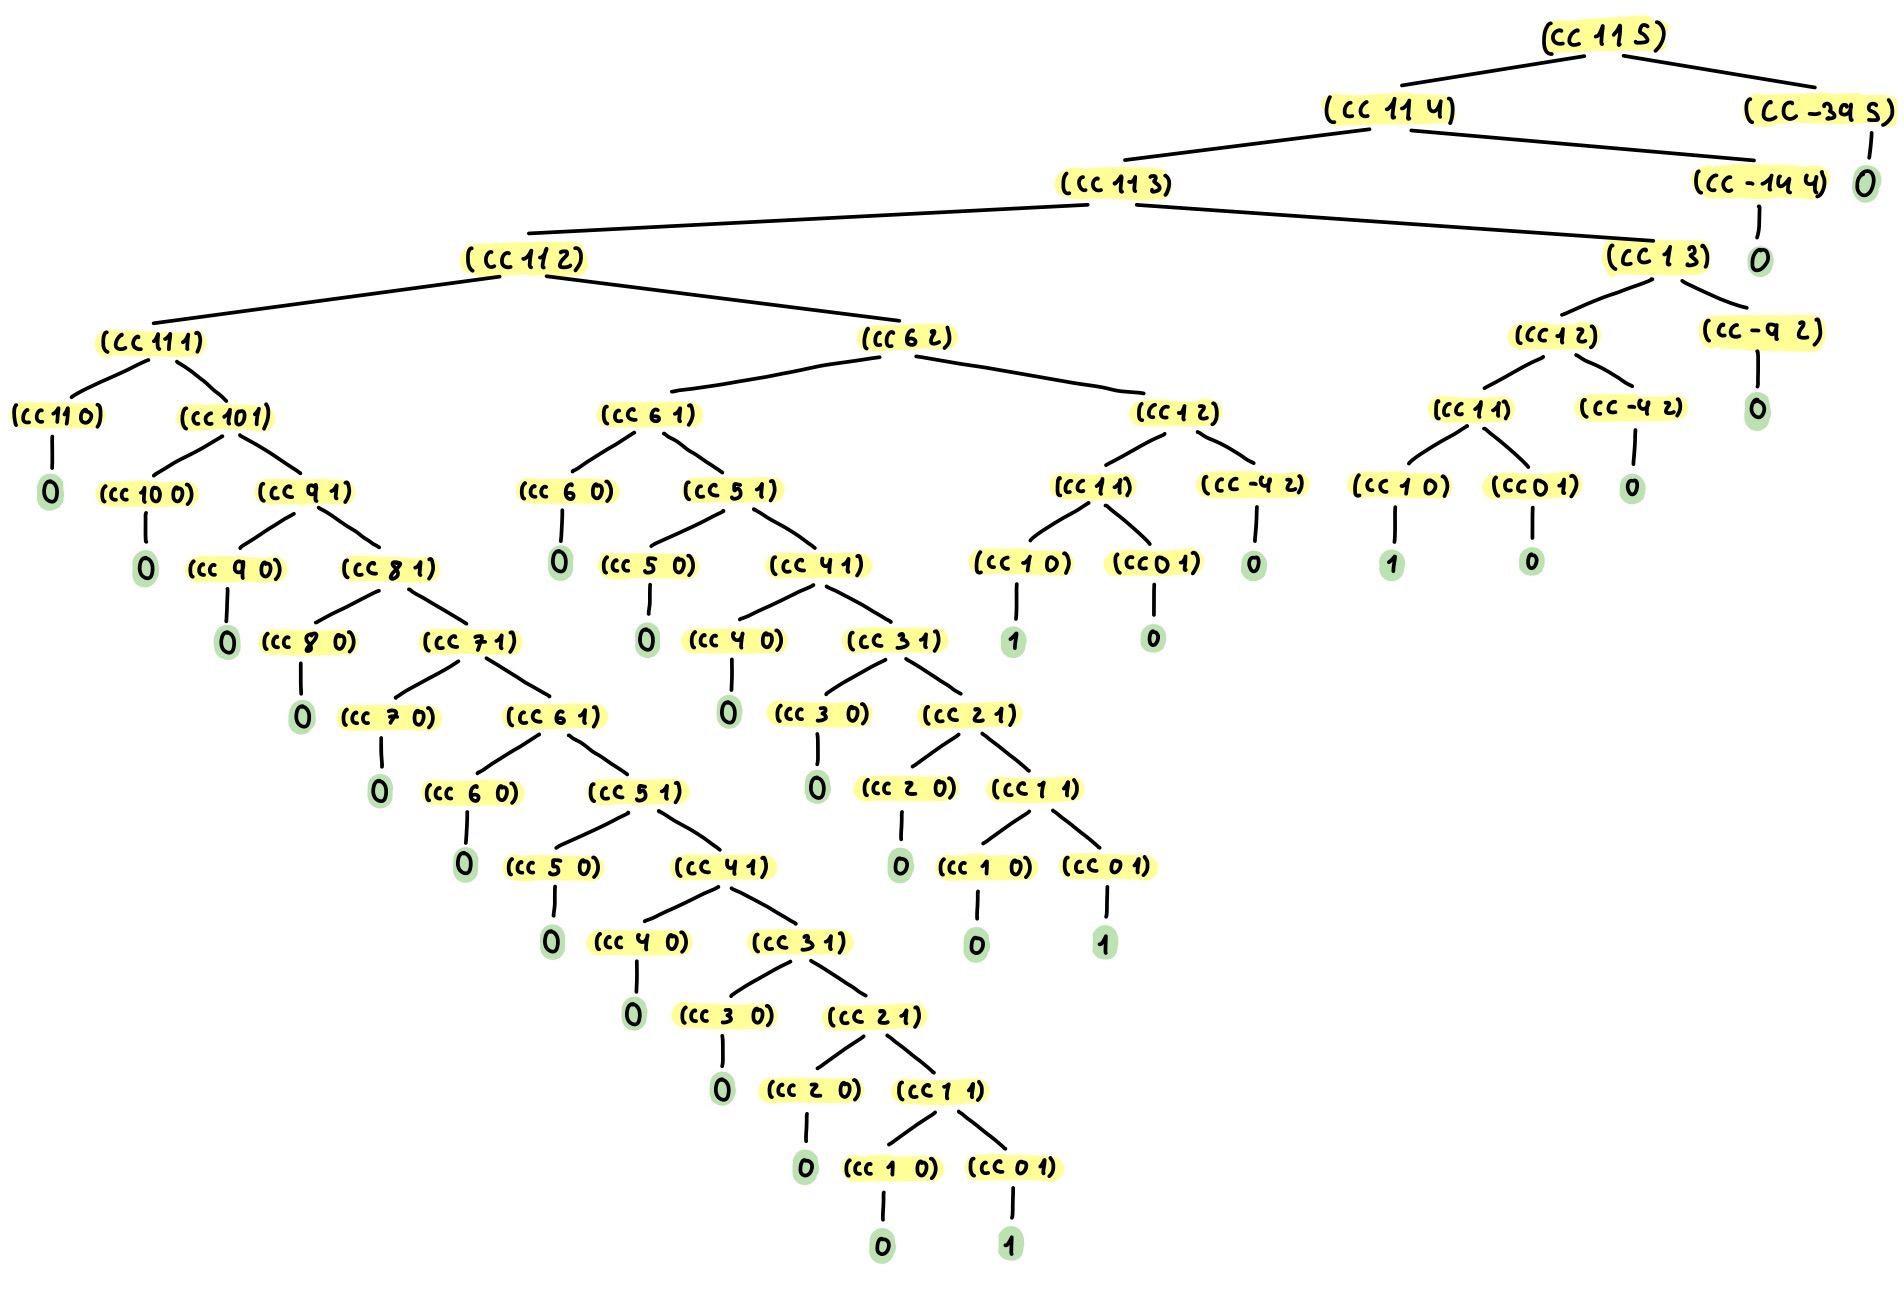 (CC 11 5)
(CC 11 4) (CC -39 5)
(CC 11 3) (CC -14 4) 0
(CC 11 2) (CC 1 3) 0
(CC 11 1) (CC 6 2) (CC 1 2) (CC -9 2)
(CC 11 0) (CC 10 1) (CC 6 1) (CC 1 2) (CC 1 1) (CC -4 2) 0
0 (CC 10 0) (CC 9 1) (CC 6 0) (CC 5 1) (CC 1 1) (CC -4 2) (CC 1 0) (CC 0 1) 0
0 (CC 9 0) (CC 8 1) 0 (CC 5 0) (CC 4 1) (CC 1 0) (CC 0 1) 0 1 0
0 (CC 8 0) (CC 7 1) 0 (CC 4 0) (CC 3 1) 1 0
0 (CC 7 0) (CC 6 1) 0 (CC 3 0) (CC 2 1)
0 (CC 6 0) (CC 5 1) 0 (CC 2 0) (CC 1 1)
0 (CC 5 0) (CC 4 1) 0 (CC 1 0) (CC 0 1)
0 (CC 4 0) (CC 3 1) 0 1
0 (CC 3 0) (CC 2 1)
0 (CC 2 0) (CC 1 1)
0 (CC 1 0) (CC 0 1)
0 1